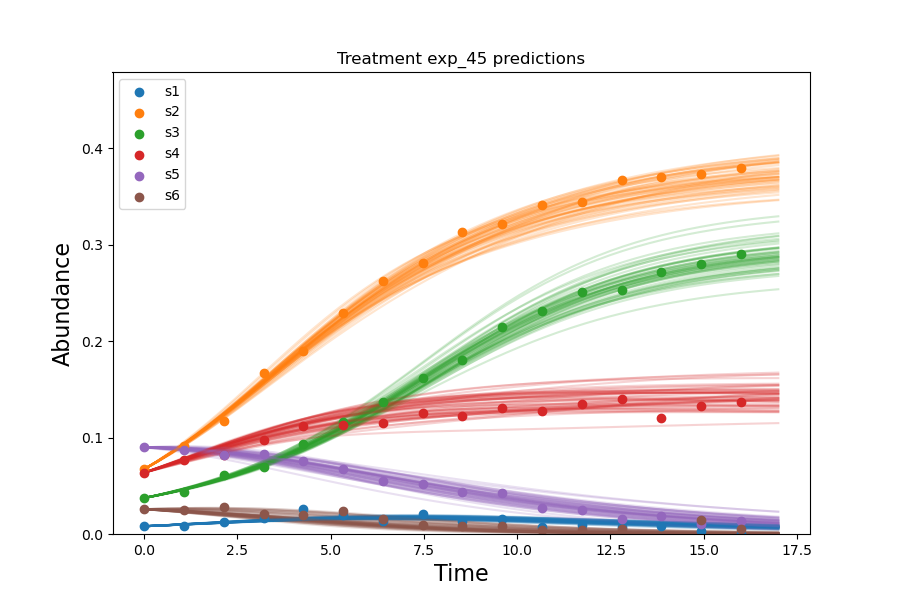 Treatment exp_45 predictions
s1
s2
s3
s4
s5
s6
Abundance
0.4
0.3
0.2
0.1
0.0
0.0 2.5 5.0 7.5 10.0 12.5 15.0 17.5
Time